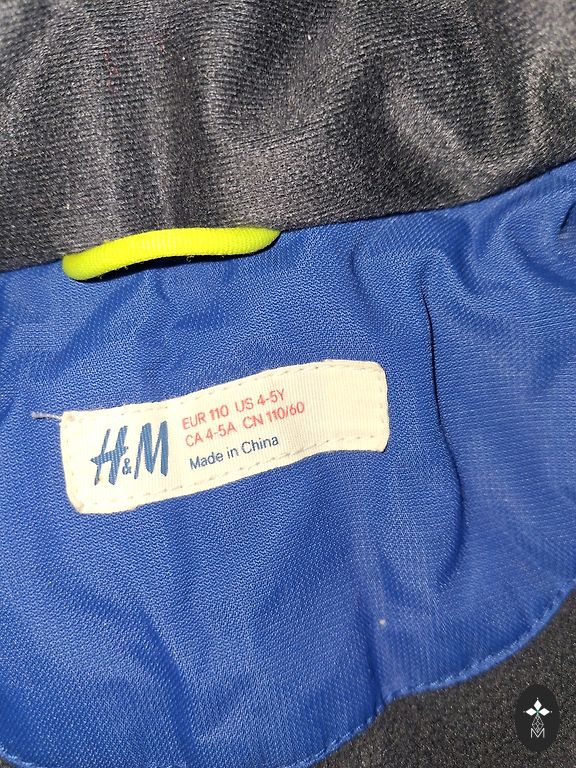 H&M
EUR 110 US 4-5Y
CA 4-5A CN 110/60
Made in China
M